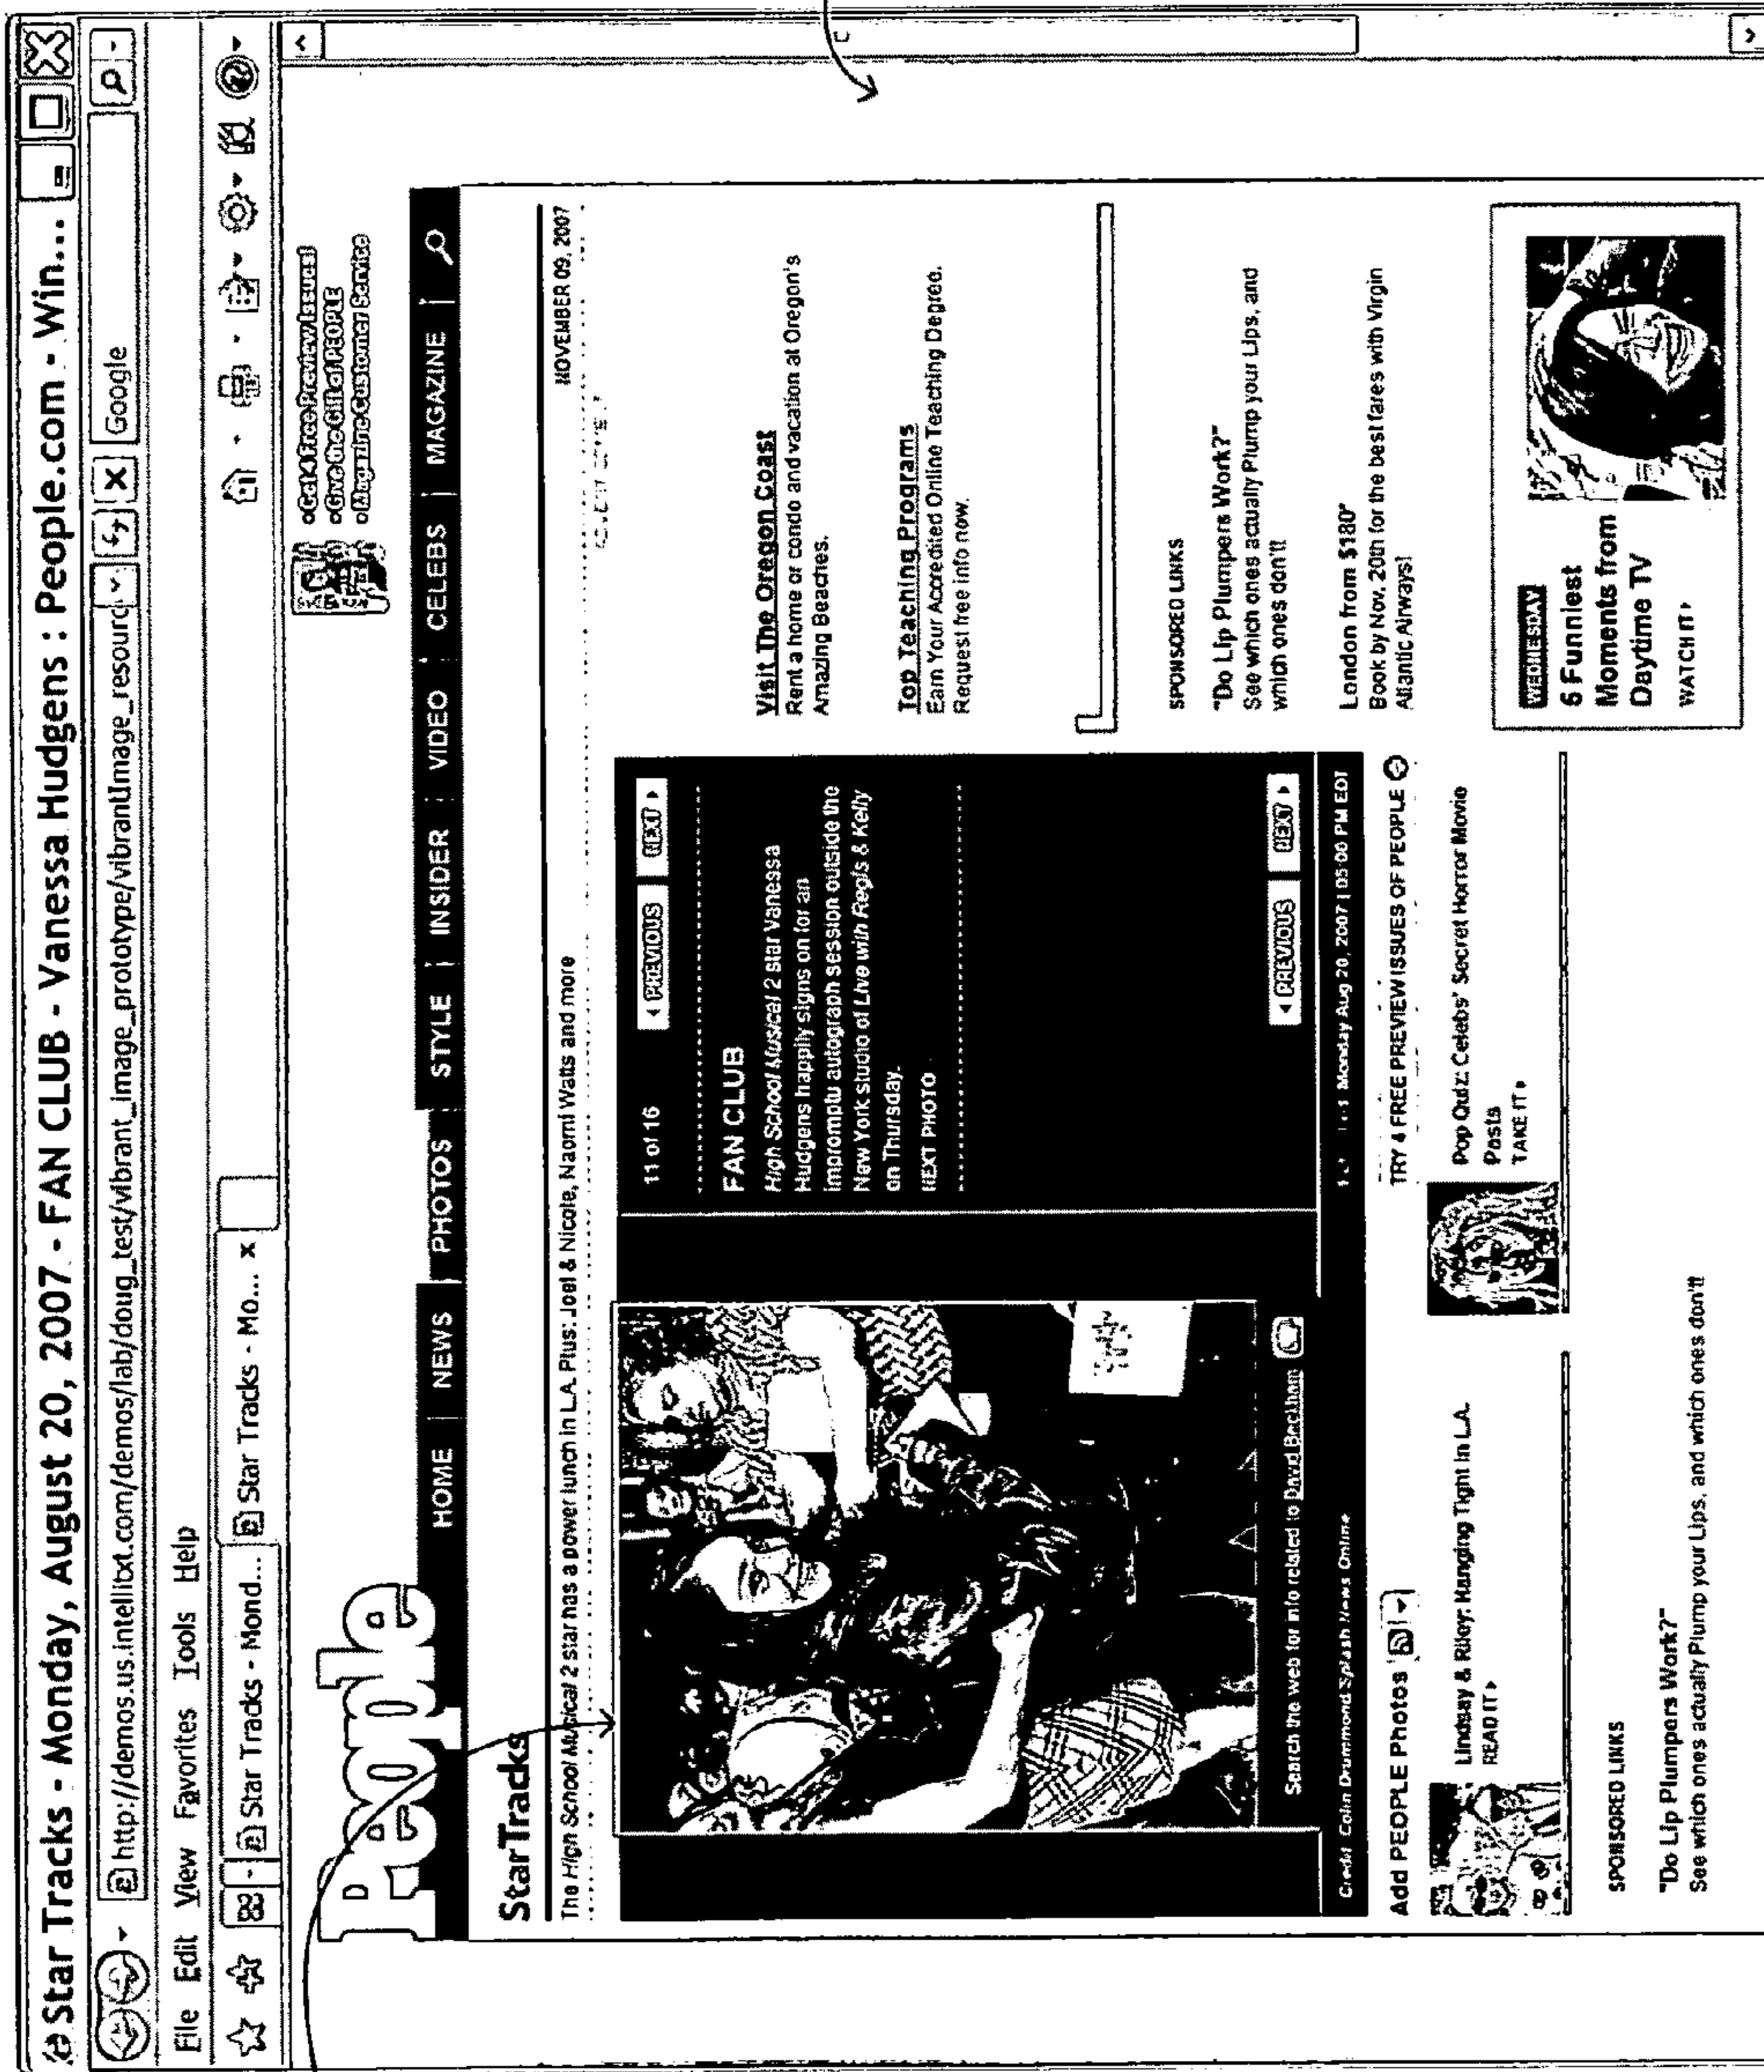 Star Tracks - Monday, August 20, 2007 - FAN CLUB - Vanessa Hudgens : People.com - Win...
http://demos.us.intellitxt.com/demos/lab/doug_test/vibrant_image_prototype/vibrantImage_resourc
Google
File Edit View Favorites Tools Help
Star Tracks - Mond...
Star Tracks - Mo... x
People
•Get 4 Free Preview Issues!
•Give the Gift of PEOPLE
•Magazine Customer Service
HOME | NEWS | PHOTOS | STYLE | INSIDER | VIDEO | CELEBS | MAGAZINE
StarTracks
NOVEMBER 09, 2007
The High School Musical 2 star has a power lunch in L.A. Plus: Joel & Nicole, Naomi Watts and more
11 of 16
PREVIOUS
NEXT
FAN CLUB
High School Musical 2 star Vanessa
Hudgens happily signs on for an
impromptu autograph session outside the
New York studio of Live with Regis & Kelly
on Thursday.
NEXT PHOTO
PREVIOUS
NEXT
Search the web for info related to David Beckham
Credit: Colin Drummond Splash News Online
Monday Aug 20, 2007 | 05:00 PM EDT
Visit The Oregon Coast
Rent a home or condo and vacation at Oregon's
Amazing Beaches.
Top Teaching Programs
Earn Your Accredited Online Teaching Degree.
Request free info now.
SPONSORED LINKS
"Do Lip Plumpers Work?"
See which ones actually Plump your Lips, and
which ones don't!
London from $180*
Book by Nov. 20th for the best fares with Virgin
Atlantic Airways!
Add PEOPLE Photos
TRY 4 FREE PREVIEW ISSUES OF PEOPLE
Lindsay & Riley: Hanging Tight in L.A.
READ IT
Pop Quiz: Celebs' Secret Horror Movie
Pasts
TAKE IT
WEDNESDAY
6 Funniest
Moments from
Daytime TV
WATCH IT
SPONSORED LINKS
"Do Lip Plumpers Work?"
See which ones actually Plump your Lips, and which ones don't!